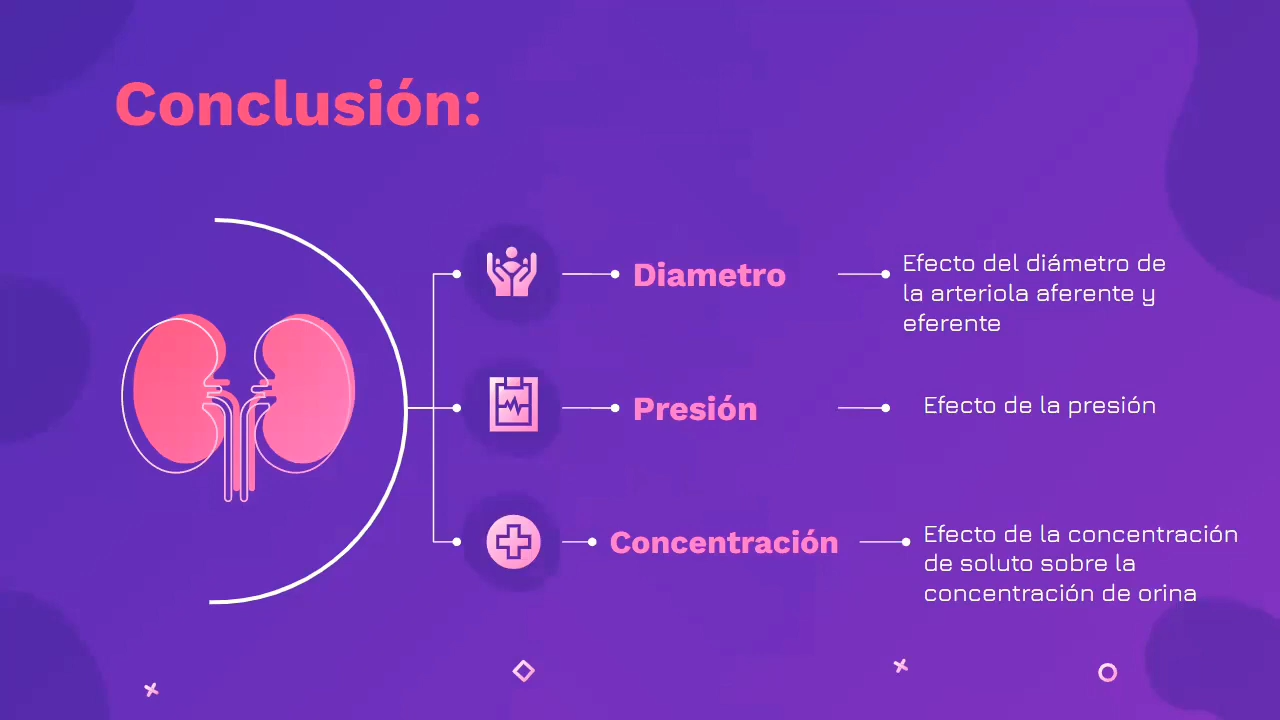 Conclusión:
Diametro
Efecto del diámetro de
la arteriola aferente y
eferente
Presión
Efecto de la presión
Concentración
Efecto de la concentración
de soluto sobre la
concentración de orina